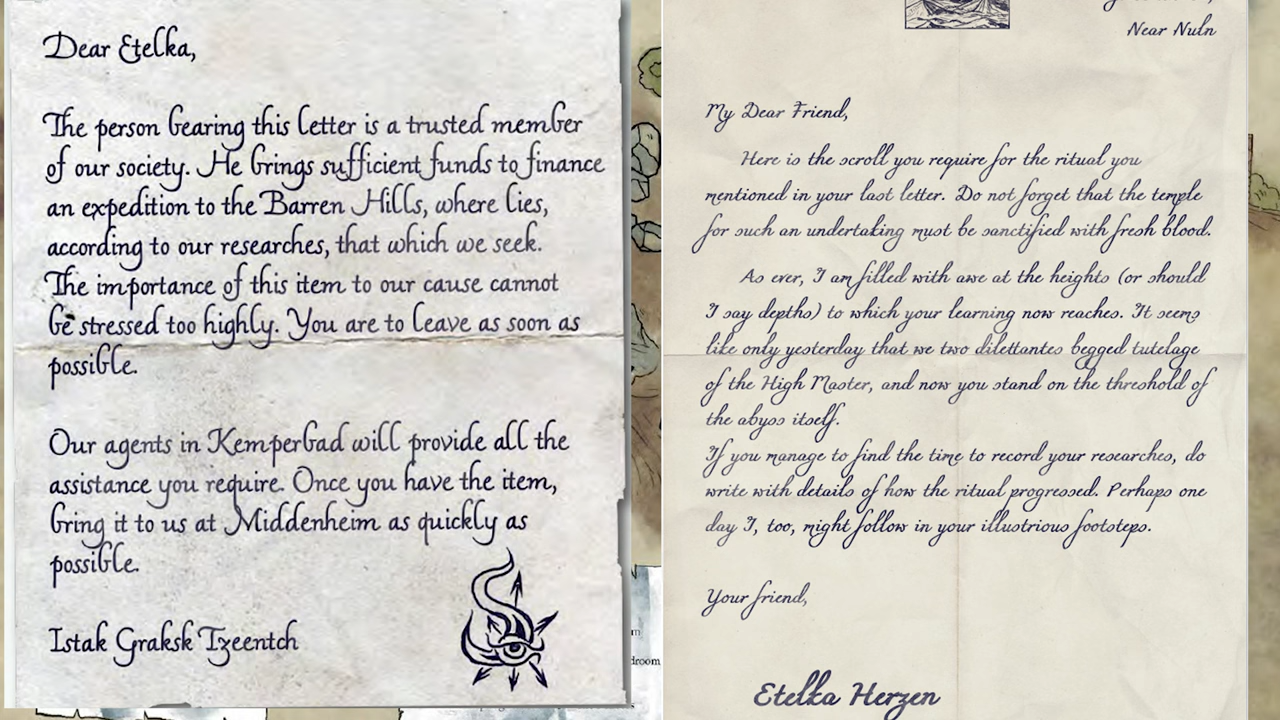 Dear Etelka,
The person bearing this letter is a trusted member
of our society. He brings sufficient funds to finance
an expedition to the Barren Hills, where lies,
according to our researches, that which we seek.
The importance of this item to our cause cannot
be stressed too highly. You are to leave as soon as
possible.
Our agents in Kemperbad will provide all the
assistance you require. Once you have the item,
bring it to us at Middenheim as quickly as
possible.
Istak Graksk Tzeentch
Near Nuln
My Dear Friend,
Here is the scroll you require for the ritual you
mentioned in your last letter. Do not forget that the temple
for such an undertaking must be sanctified with fresh blood.
As ever, I am filled with awe at the heights (or should
I say depths) to which your learning now reaches. It seems
like only yesterday that we two dilettantes begged tutelage
of the High Master, and now you stand on the threshold of
the abyss itself.
If you manage to find the time to record your researches, do
write with details of how the ritual progressed. Perhaps one
day I, too, might follow in your illustrious footsteps.
Your friend,
Etelka Herzen